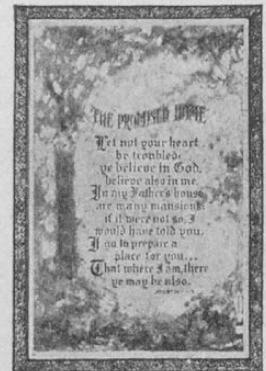 THE PROMISED HOME
Let not your heart
be troubled:
ye believe in God,
believe also in me.
In my Father's house
are many mansions
if it were not so, I
would have told you.
I go to prepare a
place for you...
That where I am, there
ye may be also.